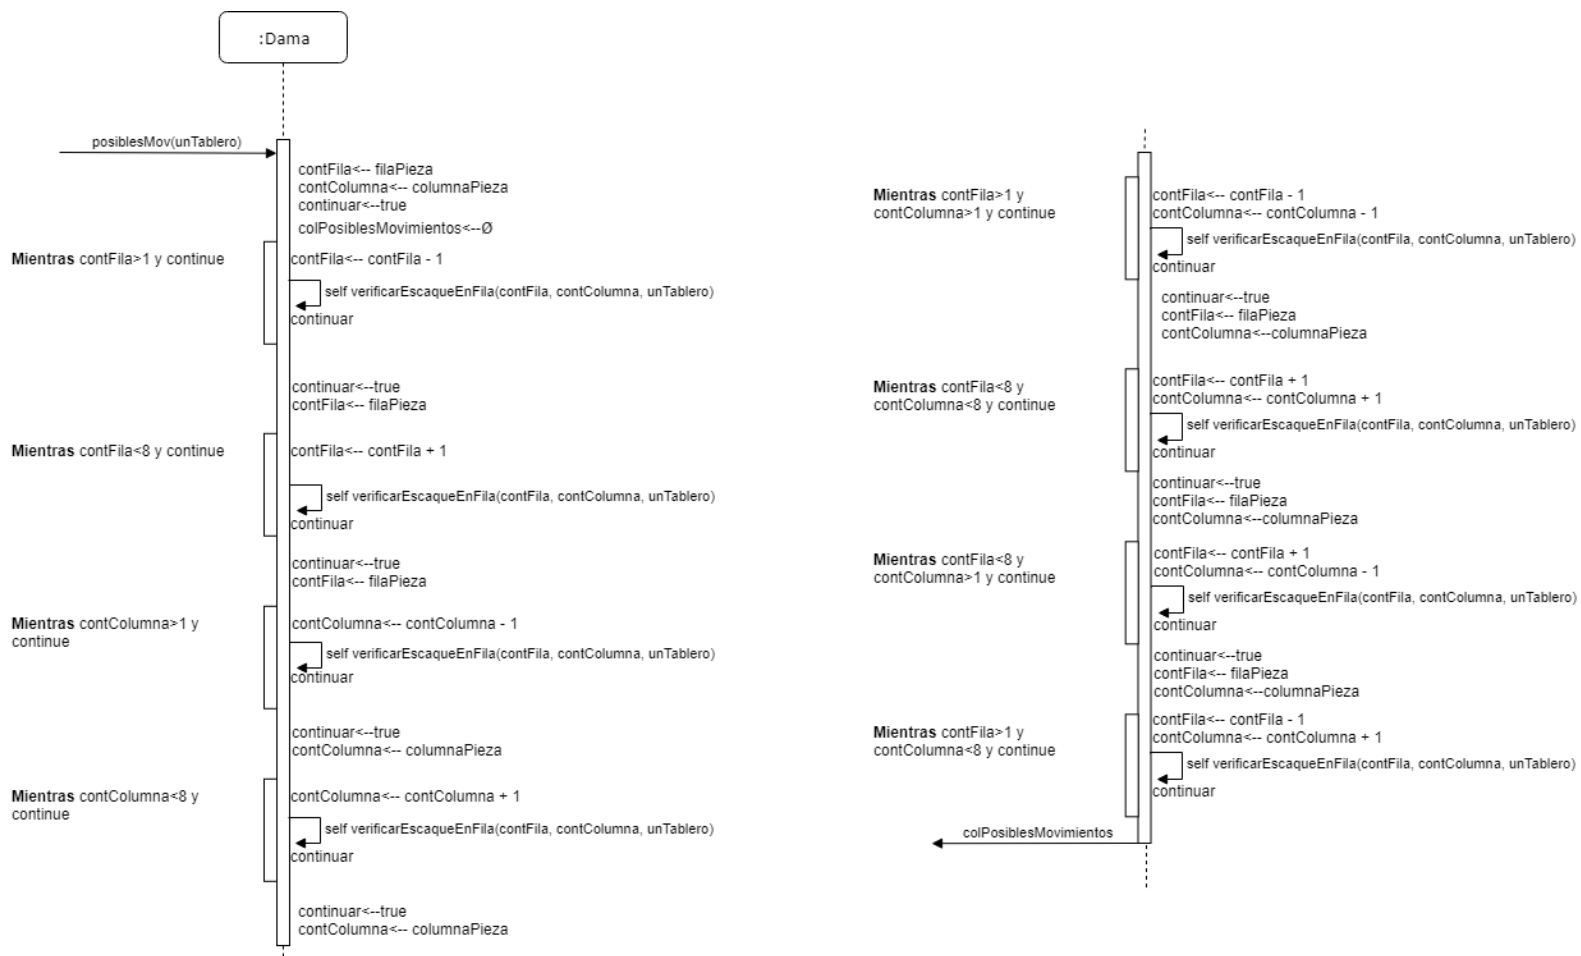 :Dama
posiblesMov(unTablero)
contFila<-- filaPieza
contColumna<-- columnaPieza
continuar<--true
colPosiblesMovimientos<--Ø
Mientras contFila>1 y continue
contFila<-- contFila - 1
self verificarEscaqueEnFila(contFila, contColumna, unTablero)
continuar
continuar<--true
contFila<-- filaPieza
Mientras contFila<8 y continue
contFila<-- contFila + 1
self verificarEscaqueEnFila(contFila, contColumna, unTablero)
continuar
continuar<--true
contFila<-- filaPieza
Mientras contColumna>1 y
continue
contColumna<-- contColumna - 1
self verificarEscaqueEnFila(contFila, contColumna, unTablero)
continuar
continuar<--true
contColumna<-- columnaPieza
Mientras contColumna<8 y
continue
contColumna<-- contColumna + 1
self verificarEscaqueEnFila(contFila, contColumna, unTablero)
continuar
continuar<--true
contColumna<-- columnaPieza
Mientras contFila>1 y
contColumna>1 y continue
contFila<-- contFila - 1
contColumna<-- contColumna - 1
self verificarEscaqueEnFila(contFila, contColumna, unTablero)
continuar
continuar<--true
contFila<-- filaPieza
contColumna<--columnaPieza
Mientras contFila<8 y
contColumna<8 y continue
contFila<-- contFila + 1
contColumna<-- contColumna + 1
self verificarEscaqueEnFila(contFila, contColumna, unTablero)
continuar
continuar<--true
contFila<-- filaPieza
contColumna<--columnaPieza
Mientras contFila<8 y
contColumna>1 y continue
contFila<-- contFila + 1
contColumna<-- contColumna - 1
self verificarEscaqueEnFila(contFila, contColumna, unTablero)
continuar
continuar<--true
contFila<-- filaPieza
contColumna<--columnaPieza
Mientras contFila>1 y
contColumna<8 y continue
contFila<-- contFila - 1
contColumna<-- contColumna + 1
self verificarEscaqueEnFila(contFila, contColumna, unTablero)
continuar
colPosiblesMovimientos